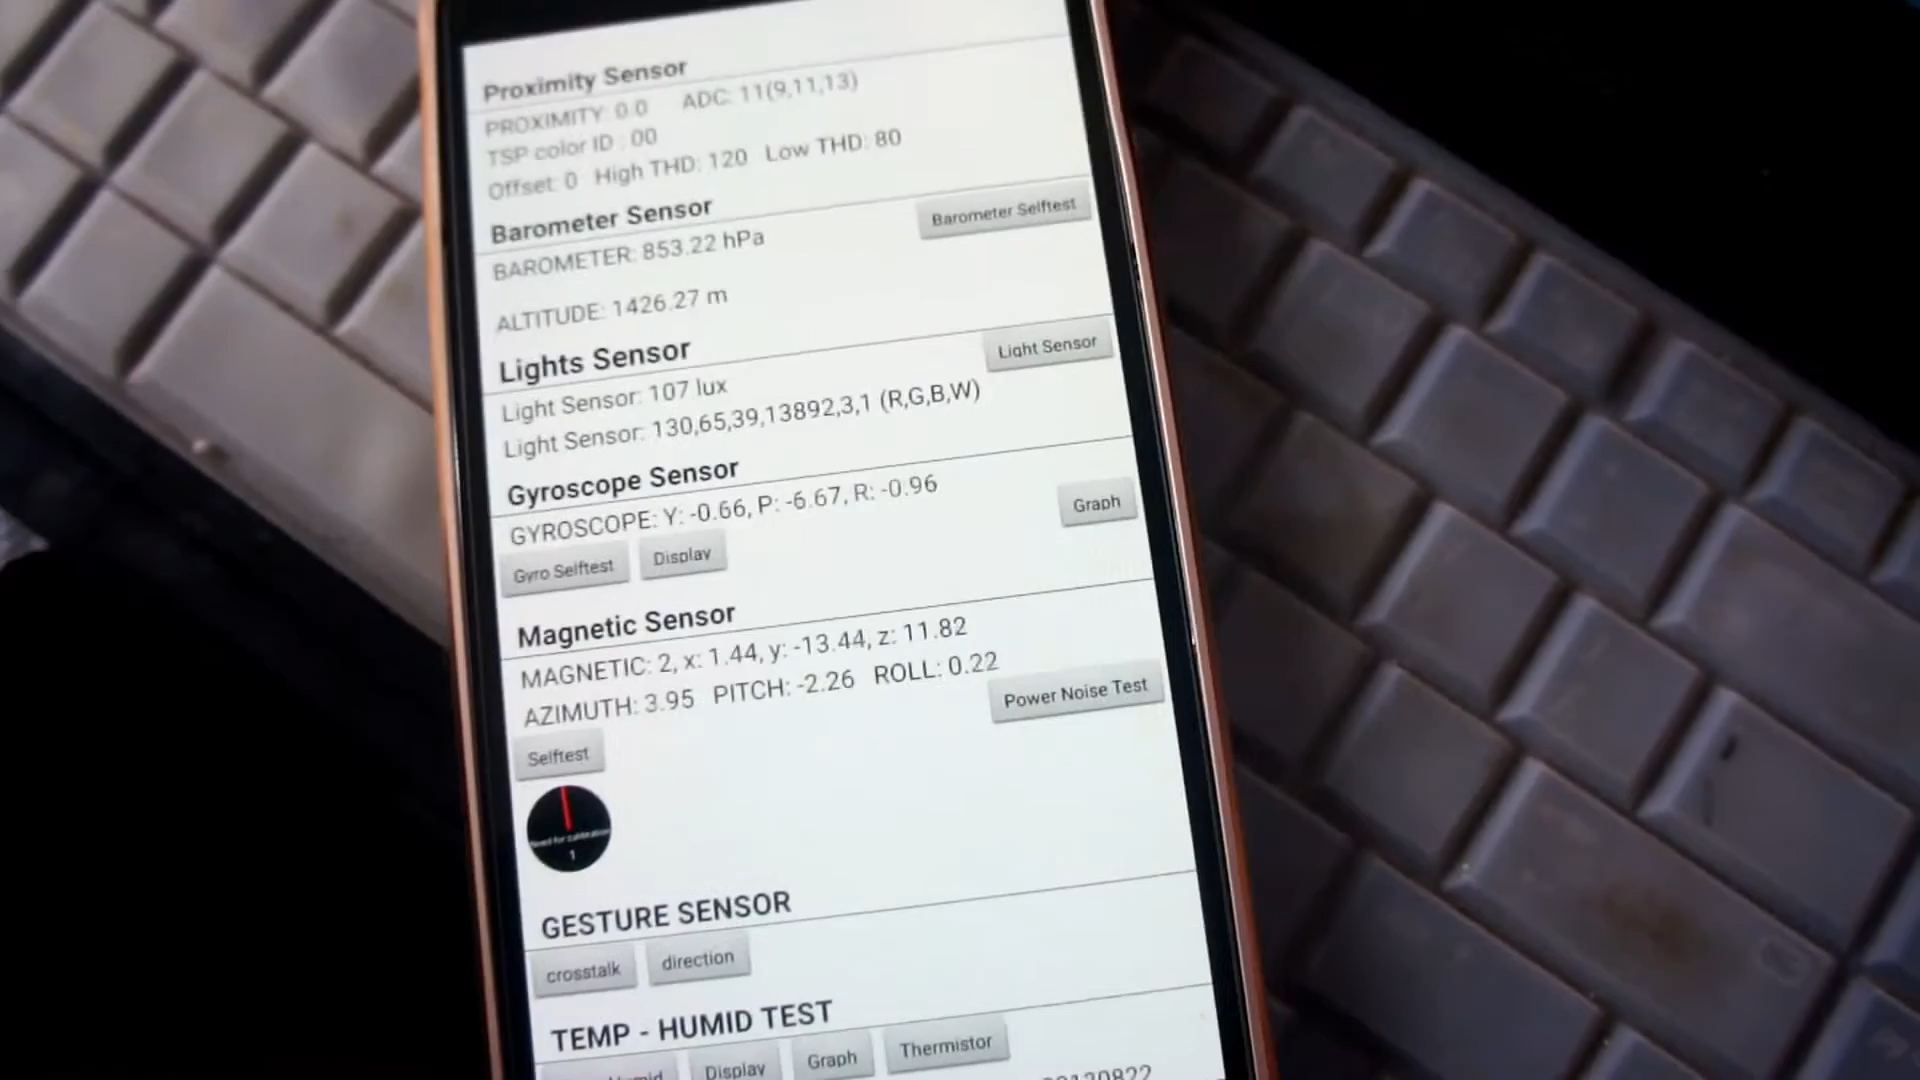 Proximity Sensor
PROXIMITY: 0.0 ADC: 11(9,11,13)
TSP color ID : 00
Offset: 0 High THD: 120 Low THD: 80
Barometer Sensor
BAROMETER: 853.22 hPa
Barometer Selftest
ALTITUDE: 1426.27 m
Lights Sensor
Light Sensor: 107 lux
Light Sensor
Light Sensor: 130,65,39,13892,3,1 (R,G,B,W)
Gyroscope Sensor
GYROSCOPE: Y: -0.66, P: -6.67, R: -0.96
Graph
Gyro Selftest Display
Magnetic Sensor
MAGNETIC: 2, x: 1.44, y: -13.44, z: 11.82
AZIMUTH: 3.95 PITCH: -2.26 ROLL: 0.22
Power Noise Test
Selftest
Need for calibration
1
GESTURE SENSOR
crosstalk direction
TEMP - HUMID TEST
Display Graph Thermistor